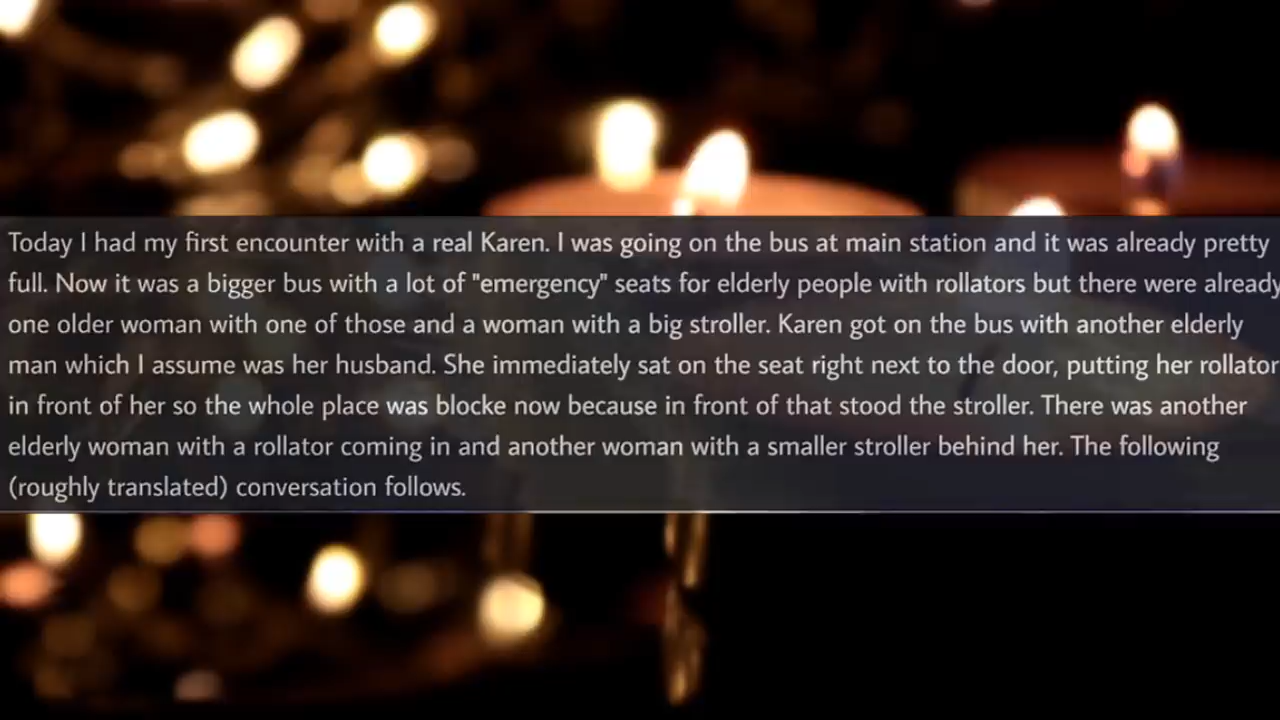 Today I had my first encounter with a real Karen. I was going on the bus at main station and it was already pretty
full. Now it was a bigger bus with a lot of "emergency" seats for elderly people with rollators but there were already
one older woman with one of those and a woman with a big stroller. Karen got on the bus with another elderly
man which I assume was her husband. She immediately sat on the seat right next to the door, putting her rollator
in front of her so the whole place was blocke now because in front of that stood the stroller. There was another
elderly woman with a rollator coming in and another woman with a smaller stroller behind her. The following
(roughly translated) conversation follows.